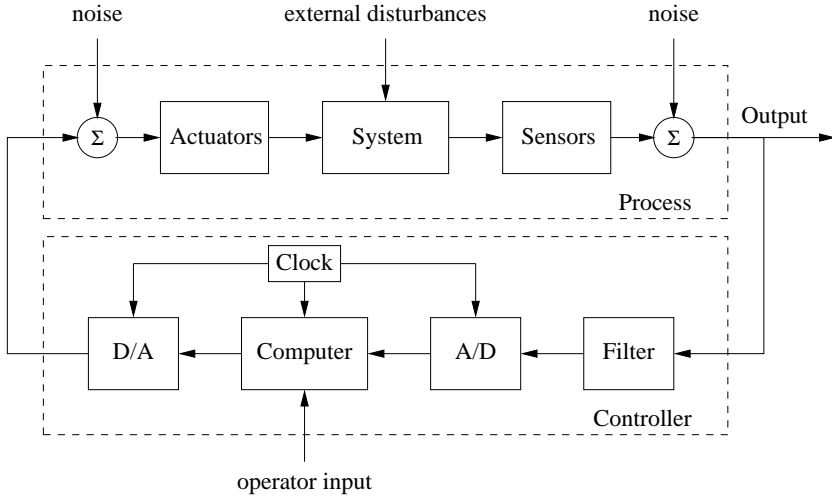 noise
external disturbances
noise
Output
Σ
Actuators
System
Sensors
Σ
Process
Clock
D/A
Computer
A/D
Filter
Controller
operator input